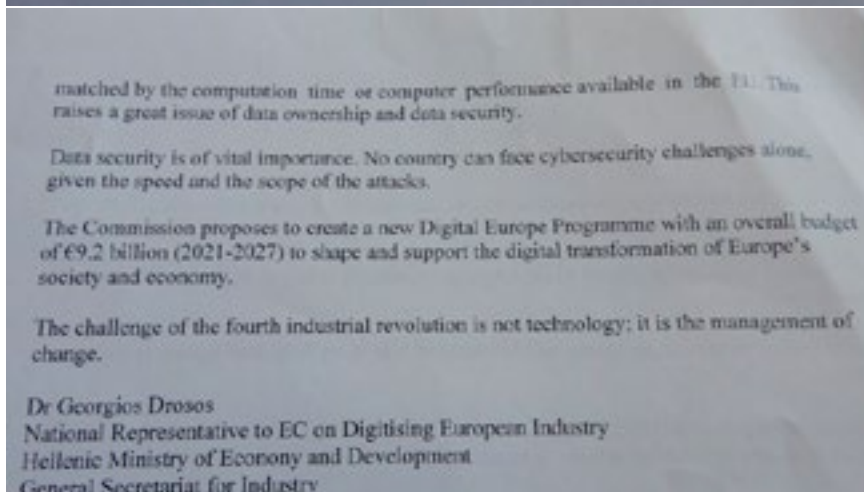 matched by the computation time or computer performance available in the EU. This
raises a great issue of data ownership and data security.
Data security is of vital importance. No country can face cybersecurity challenges alone,
given the speed and the scope of the attacks.
The Commission proposes to create a new Digital Europe Programme with an overall budget
of €9.2 billion (2021-2027) to shape and support the digital transformation of Europe's
society and economy.
The challenge of the fourth industrial revolution is not technology; it is the management of
change.
Dr Georgios Drosos
National Representative to EC on Digitising European Industry
Hellenic Ministry of Econony and Development
General Secretariat for Industry